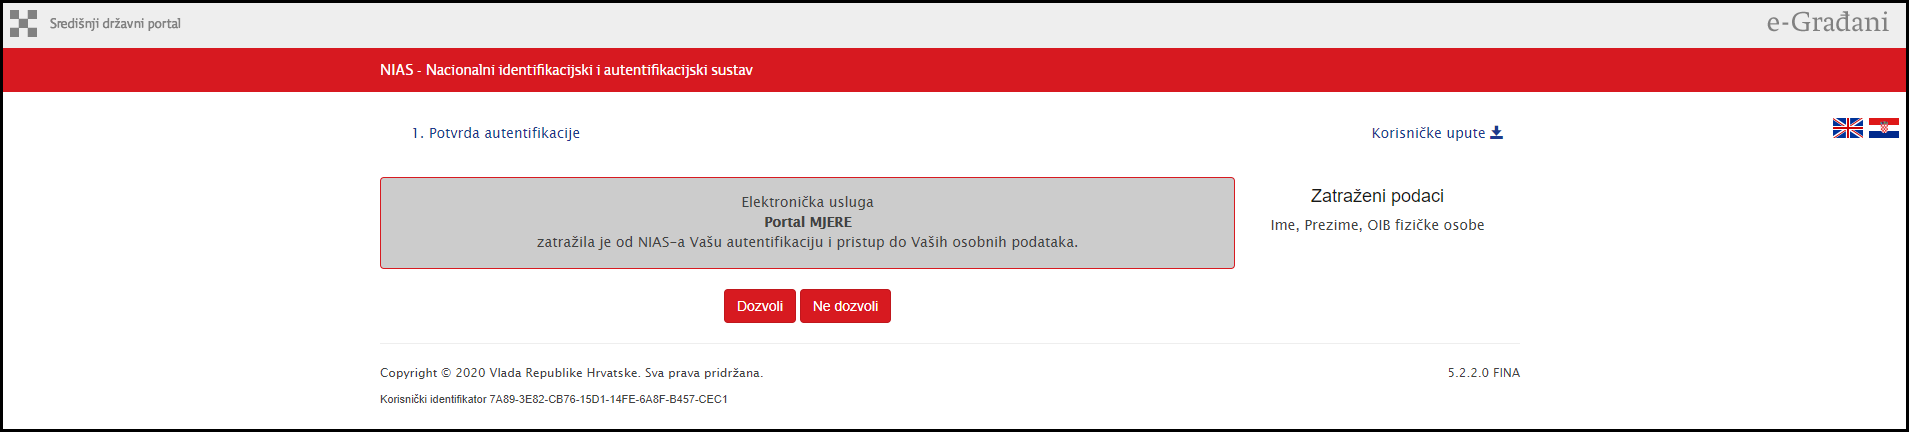 Središnji državni portal
e-Građani
NIAS - Nacionalni identifikacijski i autentifikacijski sustav
1. Potvrda autentifikacije
Korisničke upute
Elektronička usluga
Portal MJERE
zatražila je od NIAS-a Vašu autentifikaciju i pristup do Vaših osobnih podataka.
Zatraženi podaci
Ime, Prezime, OIB fizičke osobe
Dozvoli
Ne dozvoli
Copyright © 2020 Vlada Republike Hrvatske. Sva prava pridržana.
5.2.2.0 FINA
Korisnički identifikator 7A89-3E82-CB76-15D1-14FE-6A8F-B457-CEC1